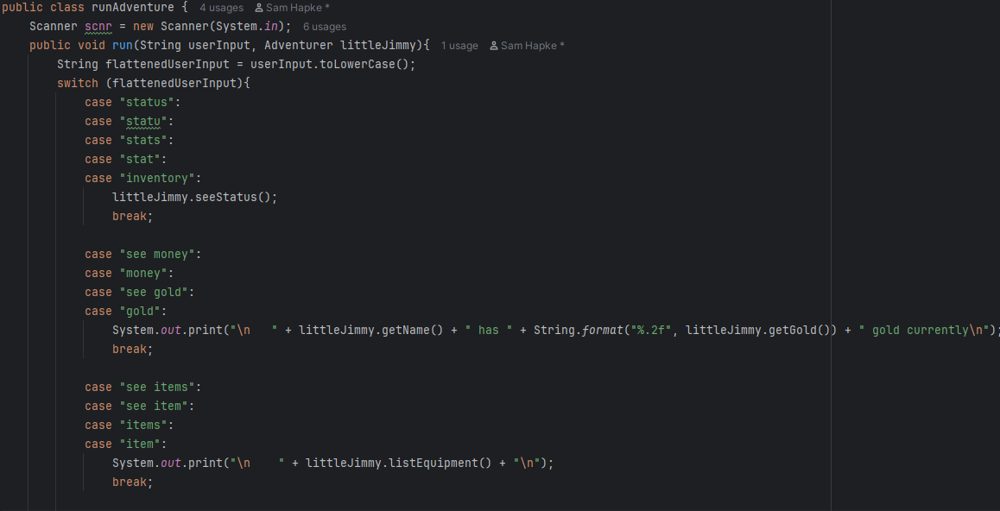 public class runAdventure { 4 usages Sam Hapke *
Scanner scnr = new Scanner(System.in); 6 usages
public void run(String userInput, Adventurer littleJimmy){ 1 usage Sam Hapke *
String flattenedUserInput = userInput.toLowerCase();
switch (flattenedUserInput){
case "status":
case "statu":
case "stats":
case "stat":
case "inventory":
littleJimmy.seeStatus();
break;
case "see money":
case "money":
case "see gold":
case "gold":
System.out.print("\n   " + littleJimmy.getName() + " has " + String.format("%.2f", littleJimmy.getGold()) + " gold currently\n");
break;
case "see items":
case "see item":
case "items":
case "item":
System.out.print("\n    " + littleJimmy.listEquipment() + "\n");
break;